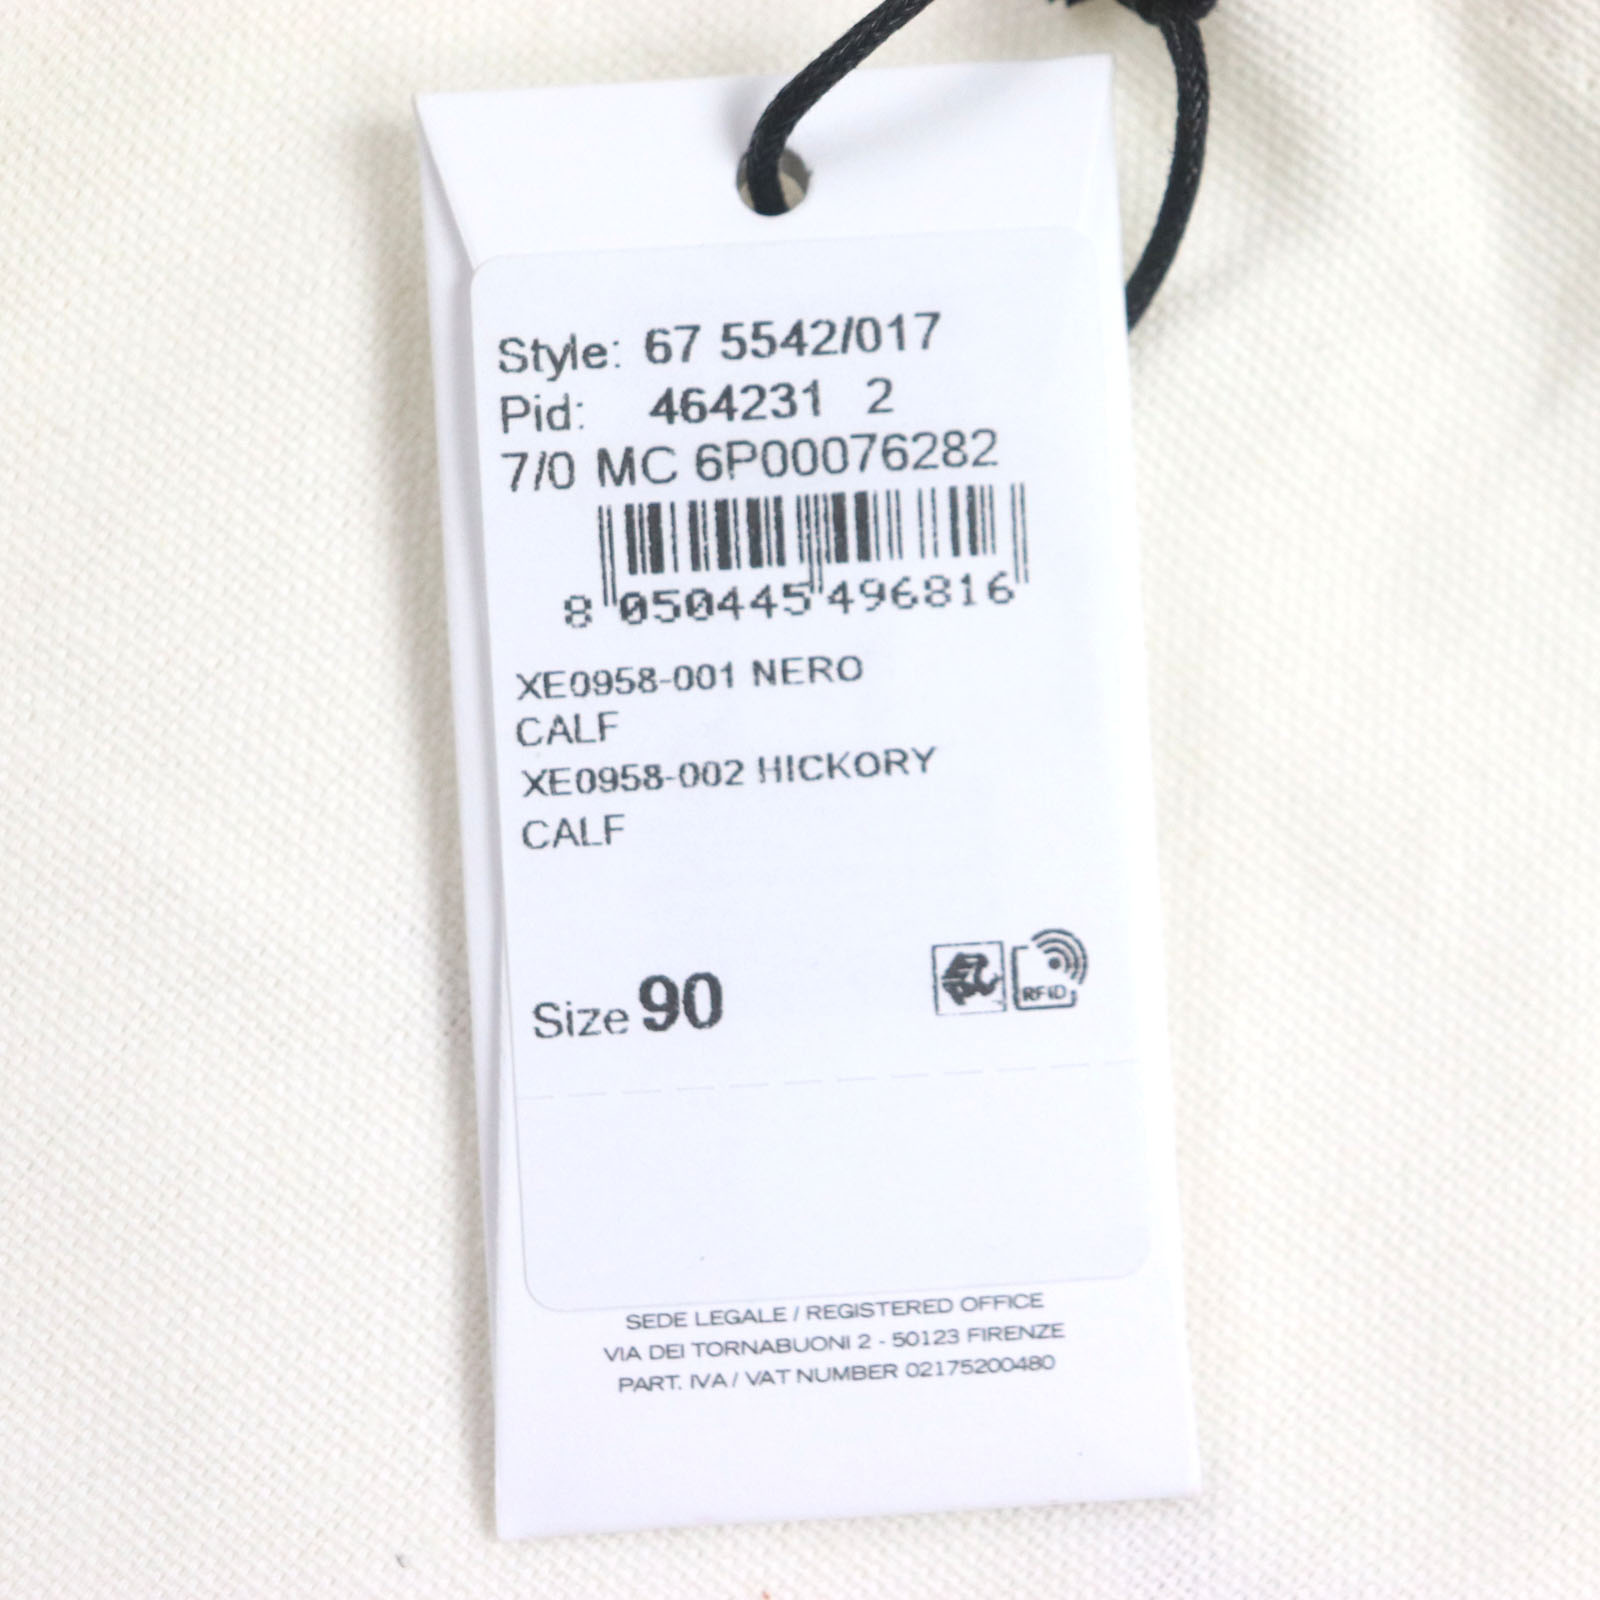 Style: 67 5542/017
Pid: 464231 2
7/0 MC 6P00076282
8 050445 496816
XE0958-001 NERO
CALF
XE0958-002 HICKORY
CALF
Size 90
RFID
SEDE LEGALE / REGISTERED OFFICE
VIA DEI TORNABUONI 2 - 50123 FIRENZE
PART. IVA / VAT NUMBER 02175200480